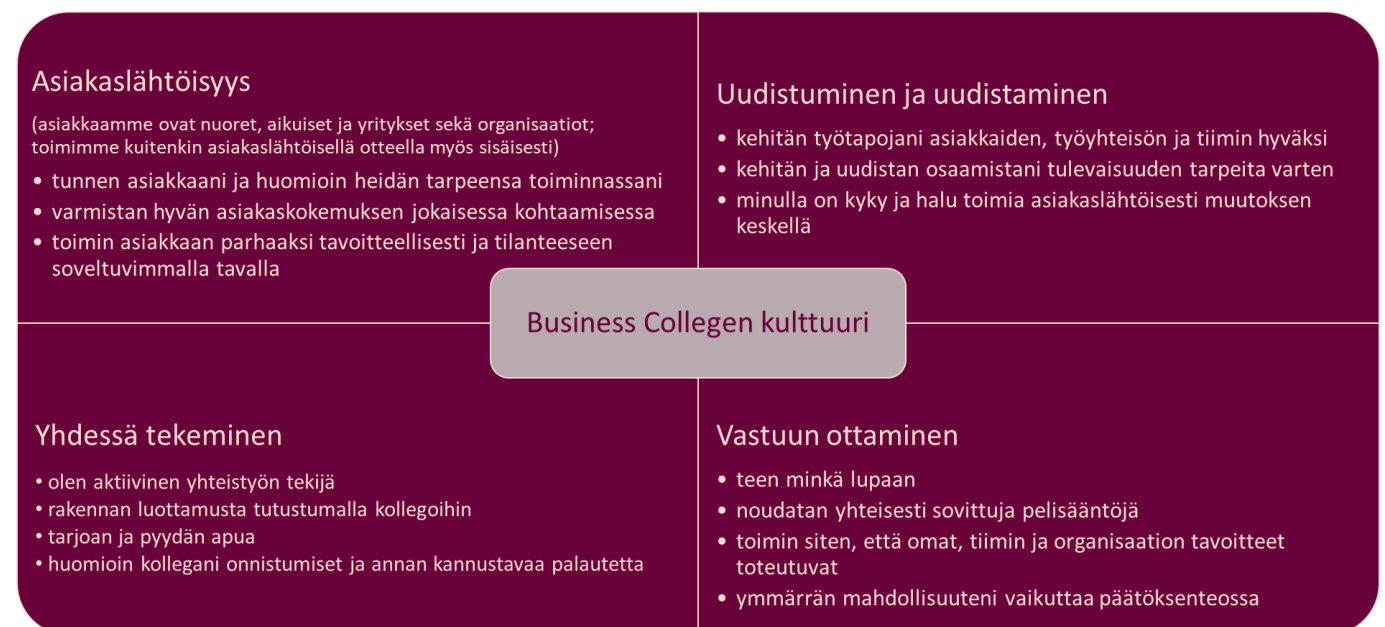 Asiakaslähtöisyys
(asiakkaamme ovat nuoret, aikuiset ja yritykset sekä organisaatiot;
toimimme kuitenkin asiakaslähtöisellä otteella myös sisäisesti)
• tunnen asiakkaani ja huomioin heidän tarpeensa toiminnassani
• varmistan hyvän asiakaskokemuksen jokaisessa kohtaamisessa
• toimin asiakkaan parhaaksi tavoitteellisesti ja tilanteeseen
soveltuvimmalla tavalla
Uudistuminen ja uudistaminen
• kehitän työtapojani asiakkaiden, työyhteisön ja tiimin hyväksi
• kehitän ja uudistan osaamistani tulevaisuuden tarpeita varten
• minulla on kyky ja halu toimia asiakaslähtöisesti muutoksen
keskellä
Business Collegen kulttuuri
Yhdessä tekeminen
• olen aktiivinen yhteistyön tekijä
• rakennan luottamusta tutustumalla kollegoihin
• tarjoan ja pyydän apua
• huomioin kollegani onnistumiset ja annan kannustavaa palautetta
Vastuun ottaminen
• teen minkä lupaan
• noudatan yhteisesti sovittuja pelisääntöjä
• toimin siten, että omat, tiimin ja organisaation tavoitteet
toteutuvat
• ymmärrän mahdollisuuteni vaikuttaa päätöksenteossa